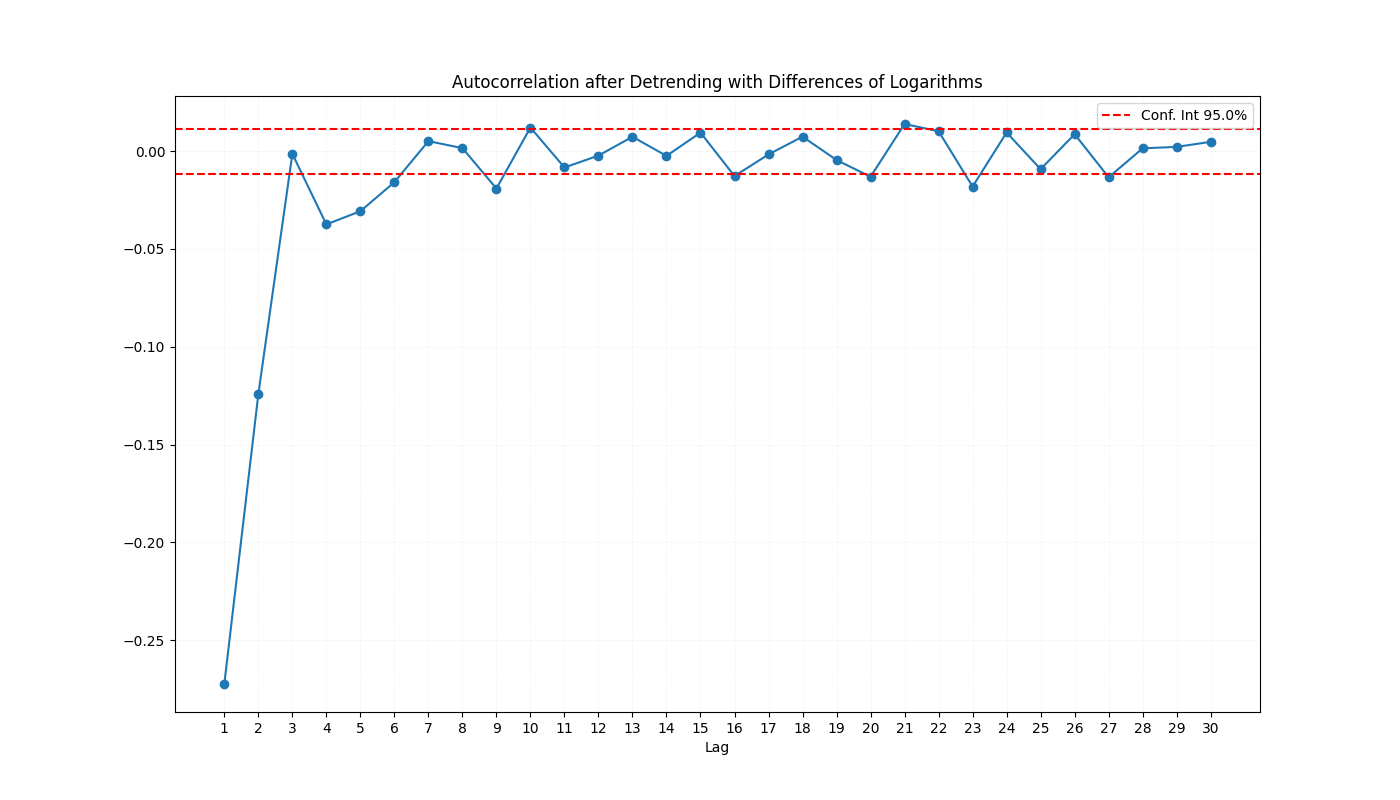 Autocorrelation after Detrending with Differences of Logarithms
Conf. Int 95.0%
0.00
−0.05
−0.10
−0.15
−0.20
−0.25
1 2 3 4 5 6 7 8 9 10 11 12 13 14 15 16 17 18 19 20 21 22 23 24 25 26 27 28 29 30
Lag